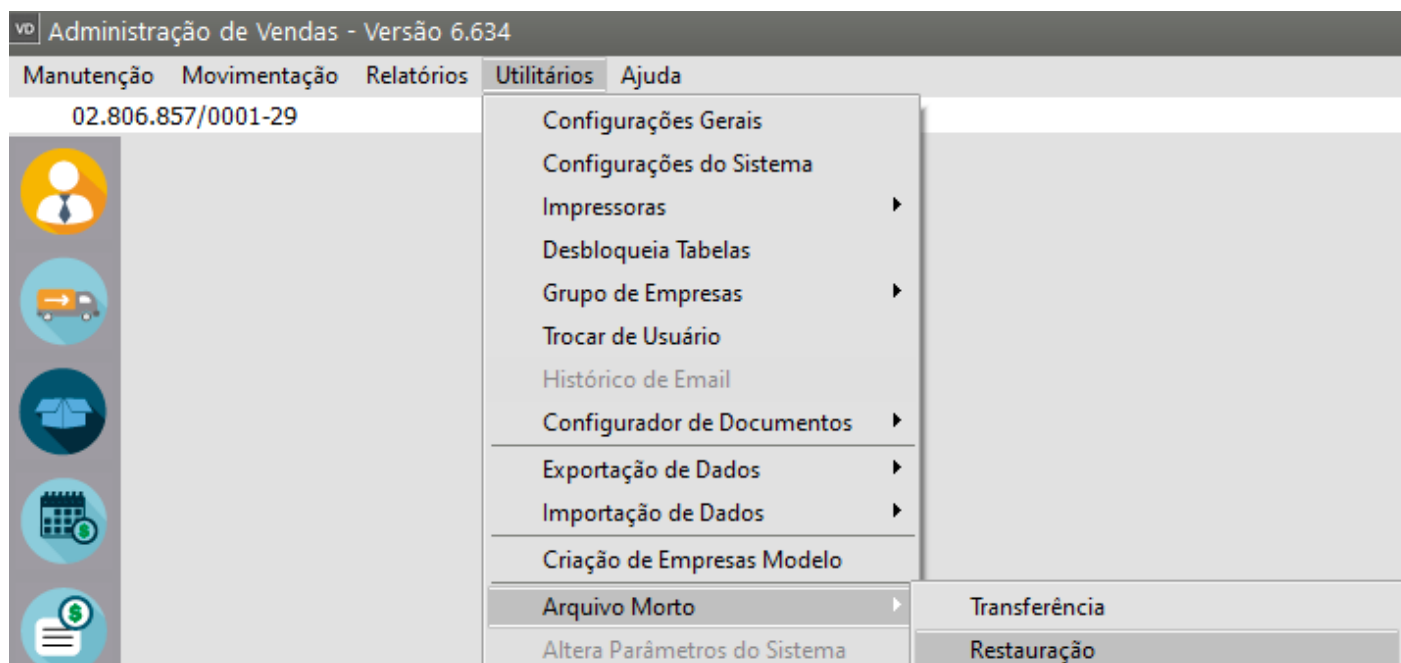 VD Administração de Vendas - Versão 6.634
Manutenção Movimentação Relatórios Utilitários Ajuda
02.806.857/0001-29
Configurações Gerais
Configurações do Sistema
Impressoras
Desbloqueia Tabelas
Grupo de Empresas
Trocar de Usuário
Histórico de Email
Configurador de Documentos
Exportação de Dados
Importação de Dados
Criação de Empresas Modelo
Arquivo Morto
Transferência
Altera Parâmetros do Sistema
Restauração